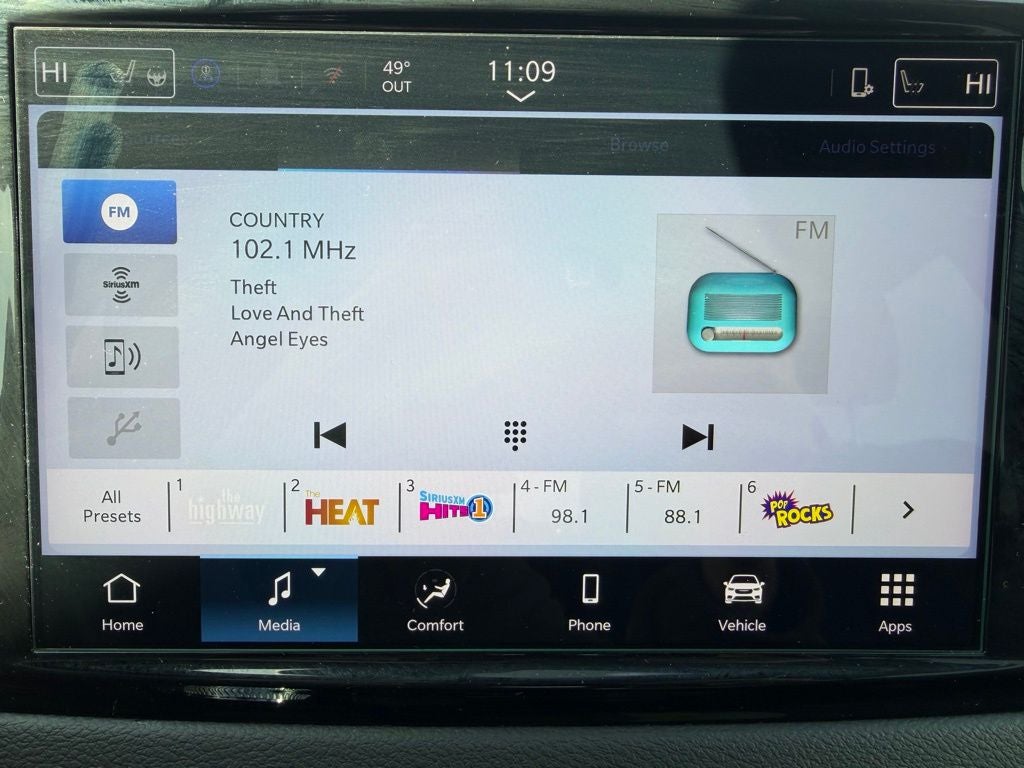 HI
49°
OUT
11:09
HI
Browse
Audio Settings
FM
COUNTRY
102.1 MHz
FM
SiriusXM
Theft
Love And Theft
Angel Eyes
All
Presets
1
the
highway
2
The
HEAT
3
SIRIUSXM
HITS 1
4 - FM
98.1
5 - FM
88.1
6
POP
ROCKS
Home
Media
Comfort
Phone
Vehicle
Apps